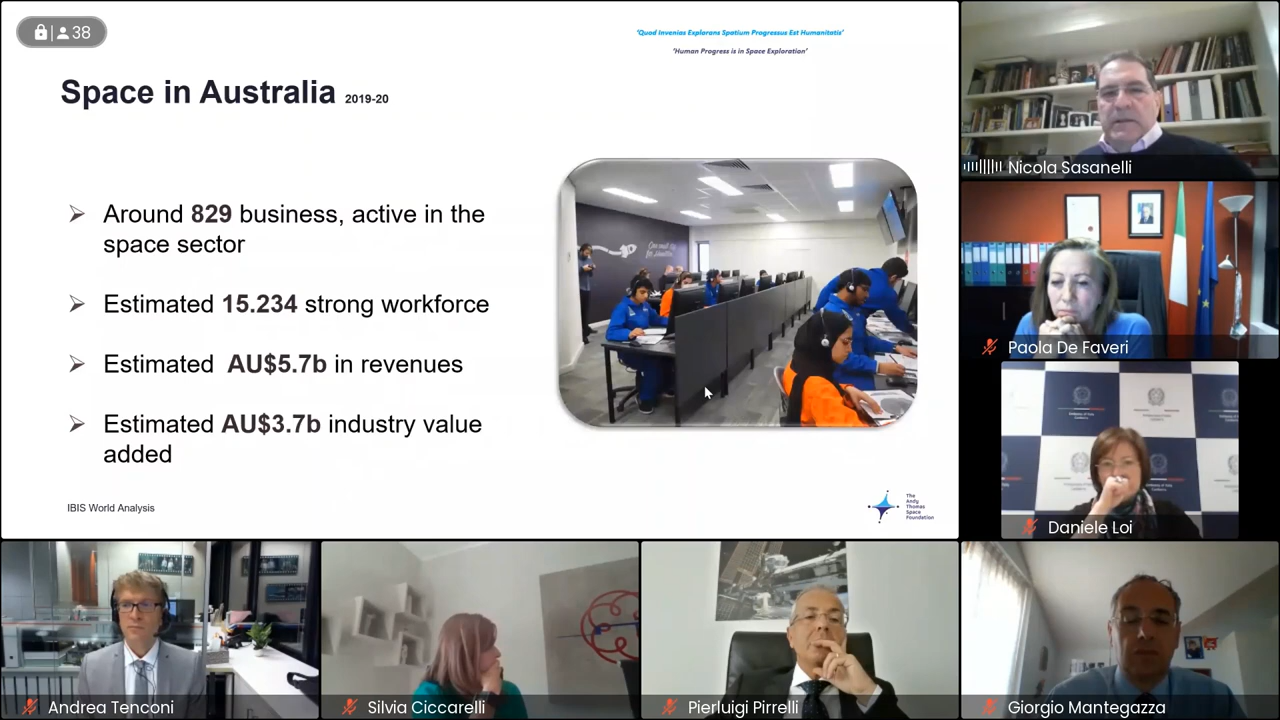 38
'Quod Invenias Explorans Spatium Progressus Est Humanitatis'
'Human Progress is in Space Exploration'
Space in Australia 2019-20
Around 829 business, active in the
space sector
Estimated 15.234 strong workforce
Estimated AU$5.7b in revenues
Estimated AU$3.7b industry value
added
IBIS World Analysis
The
Andy
Thomas
Space
Foundation
Nicola Sasanelli
Paola De Faveri
Daniele Loi
Andrea Tenconi
Silvia Ciccarelli
Pierluigi Pirrelli
Giorgio Mantegazza